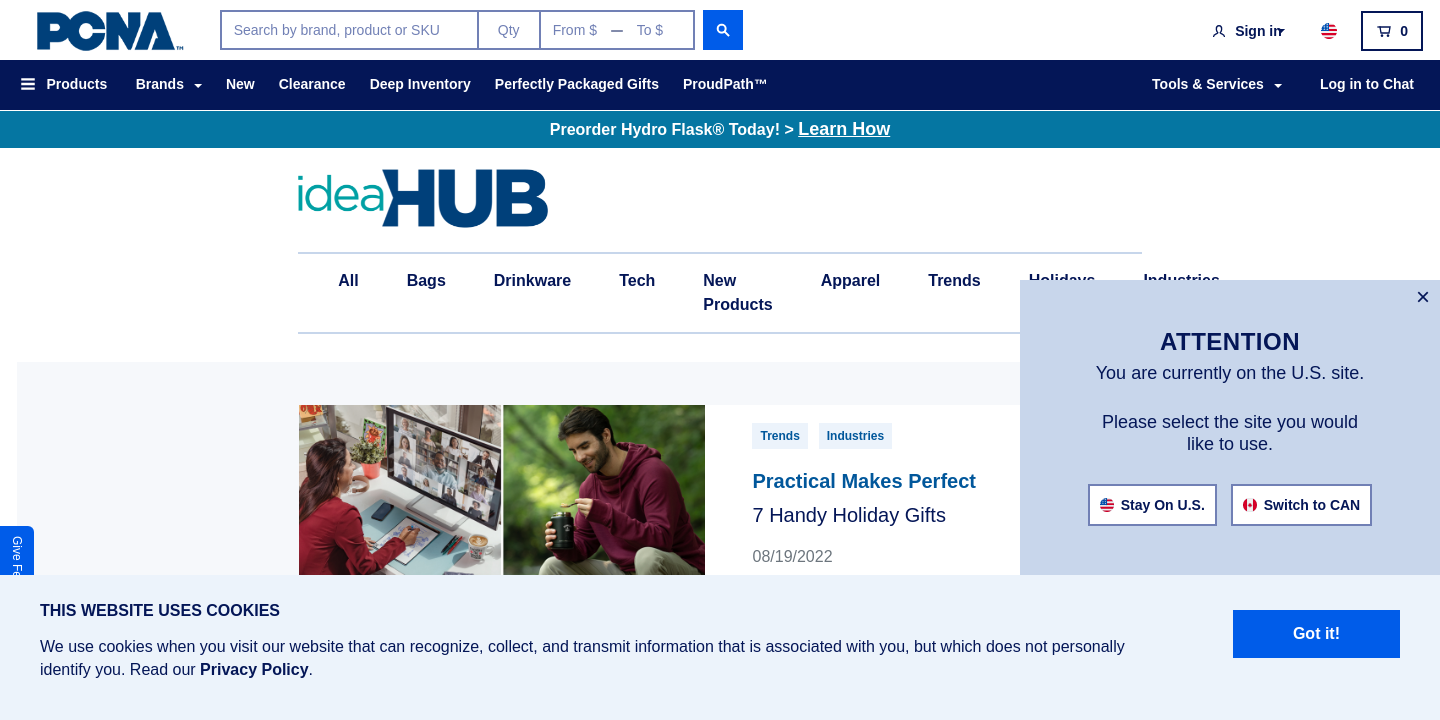 PCNA™
Search by brand, product or SKU
Qty
From $ — To $
Sign in
0
Products
Brands
New
Clearance
Deep Inventory
Perfectly Packaged Gifts
ProudPath™
Tools & Services
Log in to Chat
Preorder Hydro Flask® Today! > Learn How
ideaHUB
All
Bags
Drinkware
Tech
New
Products
Apparel
Trends
Holidays
Industries
×
ATTENTION
You are currently on the U.S. site.
Please select the site you would
like to use.
Stay On U.S.
Switch to CAN
Trends
Industries
Practical Makes Perfect
7 Handy Holiday Gifts
08/19/2022
Give
THIS WEBSITE USES COOKIES
We use cookies when you visit our website that can recognize, collect, and transmit information that is associated with you, but which does not personally
identify you. Read our Privacy Policy.
Got it!